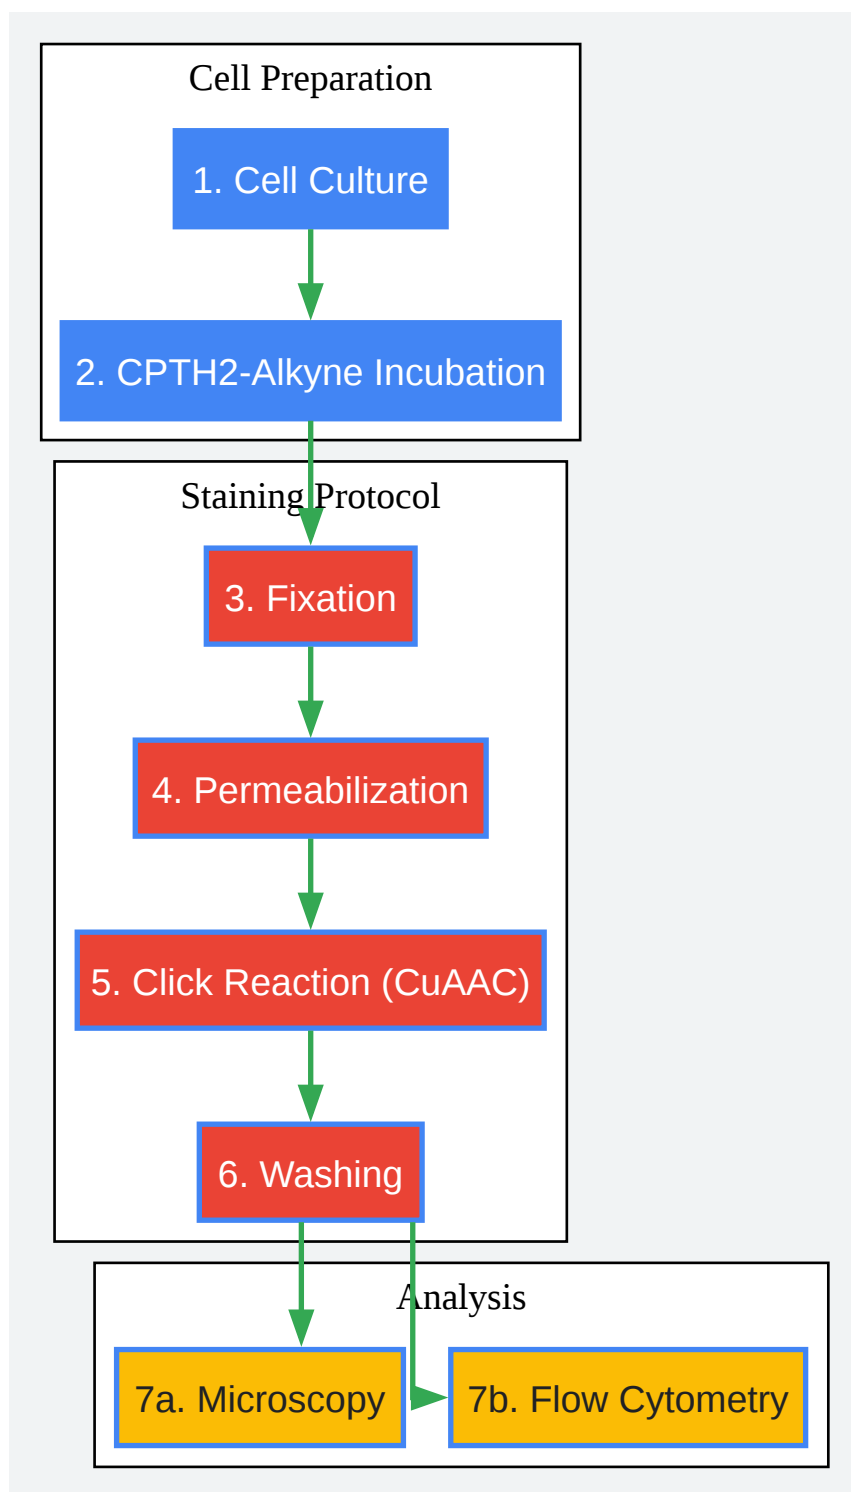 Cell Preparation
1. Cell Culture
2. CPTH2-Alkyne Incubation
Staining Protocol
3. Fixation
4. Permeabilization
5. Click Reaction (CuAAC)
6. Washing
Analysis
7a. Microscopy
7b. Flow Cytometry